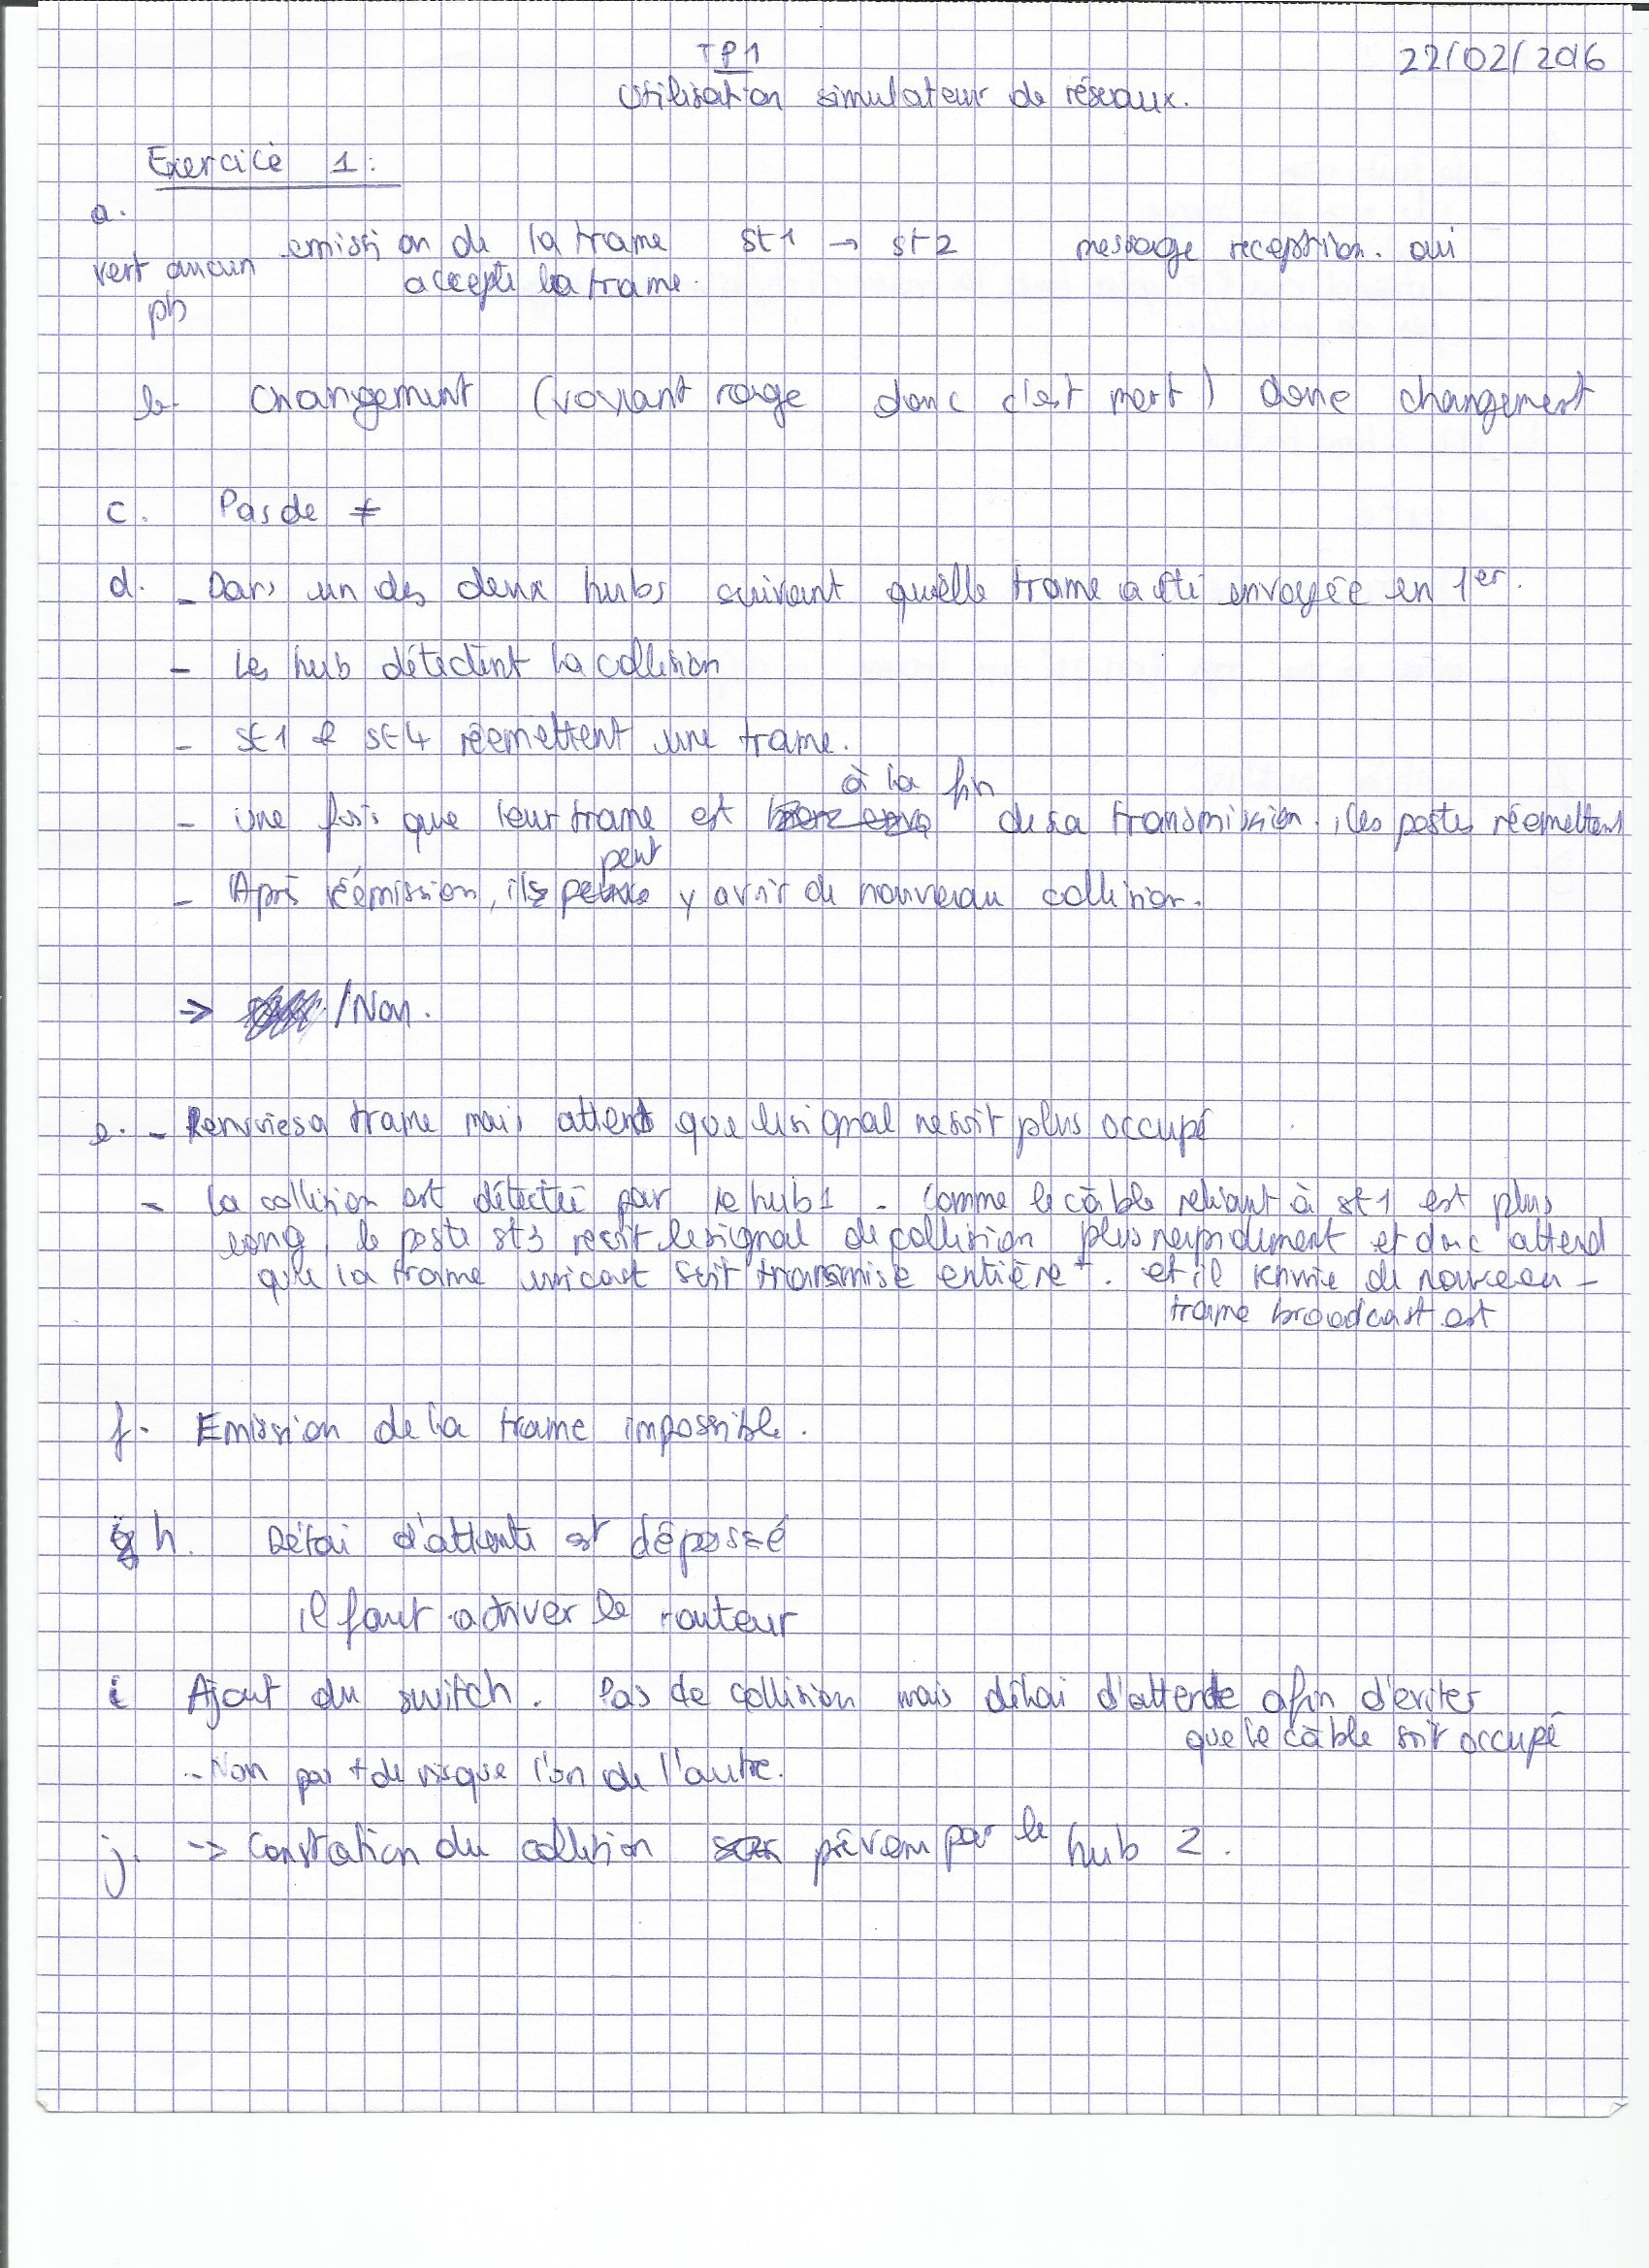 TP1
22/02/2016
Utilisation simulateur de réseaux.
Exercice 1:
a.
emission de la trame st1 → st2 message reception. oui
vert aucun accepte la trame.
pb
b- Changement (voyant rouge donc c'est mort) donc changement
c. Pas de ≠
d. - Dans un des deux hubs suivant qu'elle trame a été envoyée en 1er.
- Les hub détectent la collision
- st1 & st4 réemettent une trame.
à la fin
- Une fois que leur trame est de sa transmission., les postes réemettent
peut
- Après réémission, il y avoir de nouveau collision.
→ /Non.
e. - Renvoie sa trame mais attend que le signal ne soit plus occupé
- la collision est détectée par le hub1 - Comme le câble reliant à st1 est plus
long, le poste st3 reçoit le signal de collision plus rapidement et donc attend
que la trame unicast soit transmise entière +. et il renvoie de nouveau -
trame broadcast est
f. Emission de la trame impossible.
h. Délai d'attente est dépassé
il faut activer le routeur
i Ajout du switch. Pas de collision mais délai d'attente afin d'eviter
que le câble soit occupé
- Non pas + de risque l'un de l'autre.
j. → Constation du collision prévenu par le hub 2.